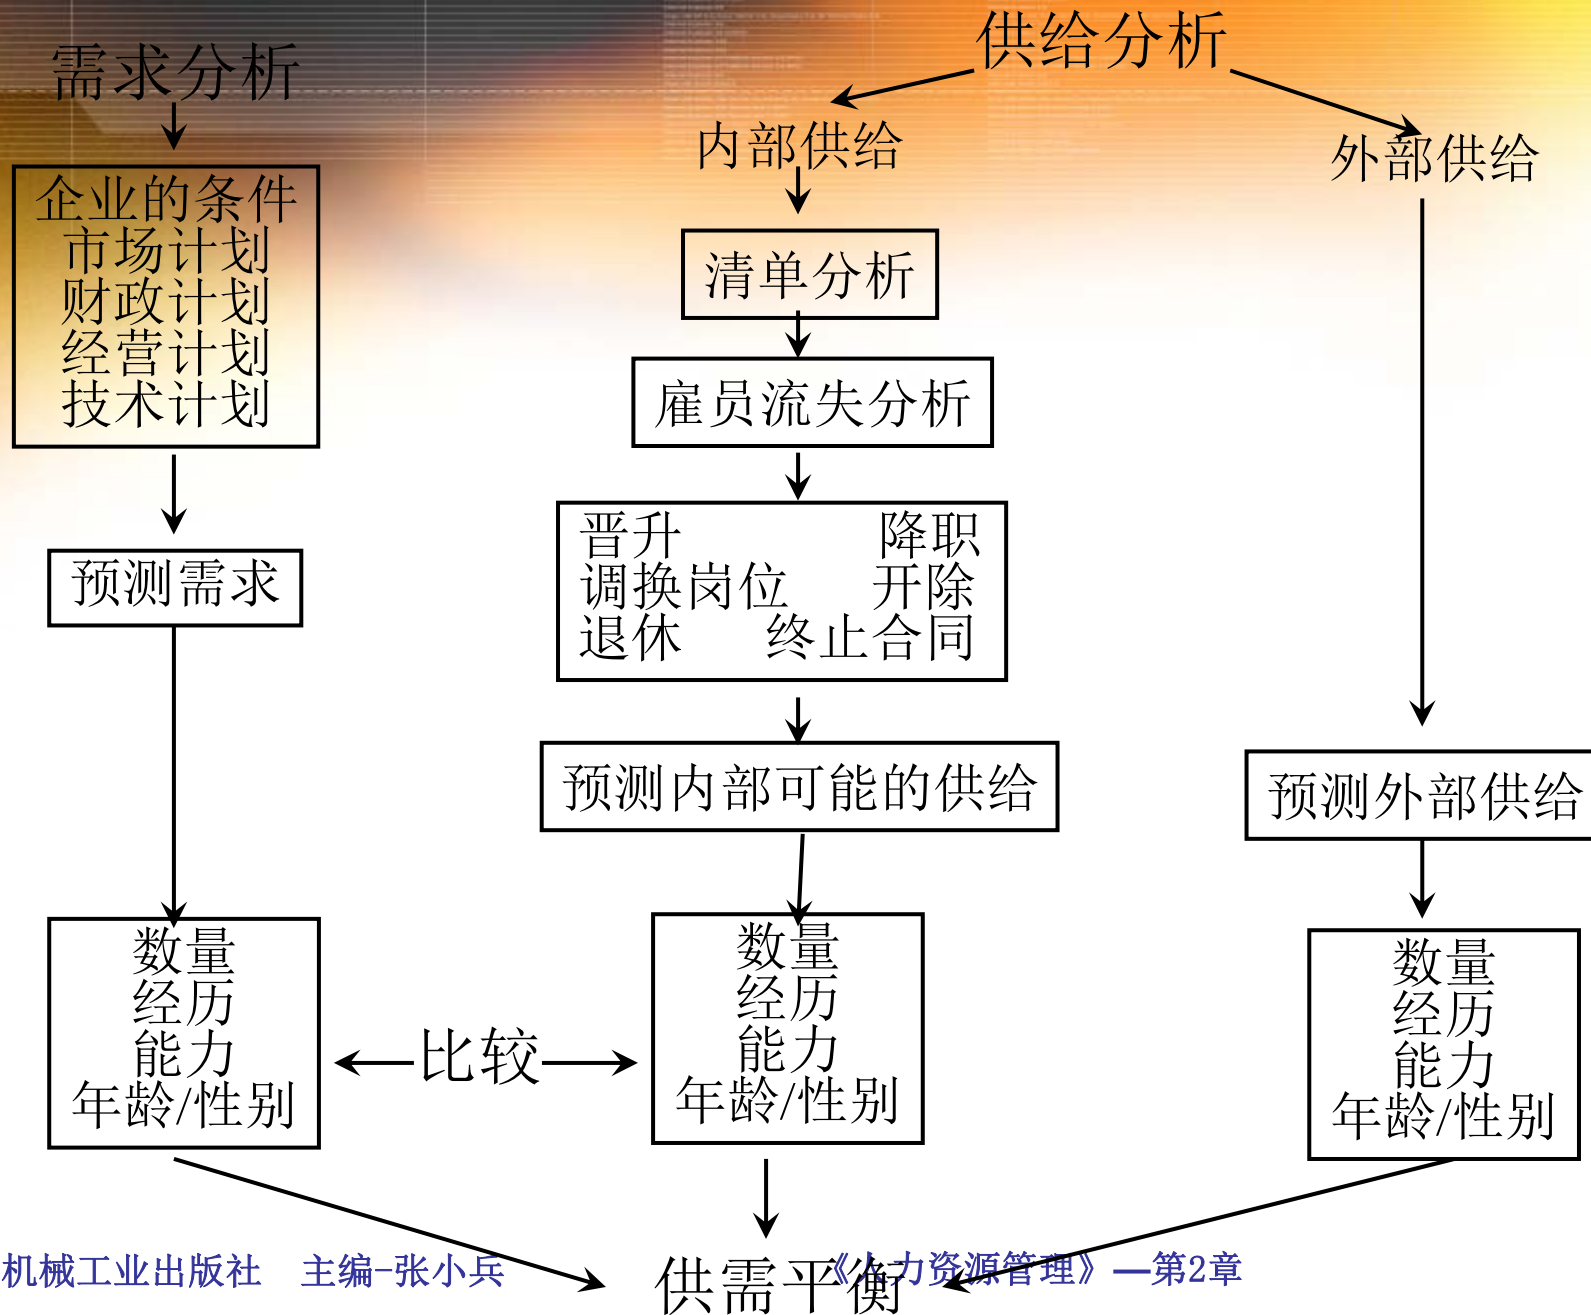 需求分析
供给分析
内部供给
外部供给
企业的条件
市场计划
财政计划
经营计划
技术计划
清单分析
雇员流失分析
预测需求
晋升 降职
调换岗位 开除
退休 终止合同
预测内部可能的供给
预测外部供给
数量
经历
能力
年龄/性别
比较
数量
经历
能力
年龄/性别
数量
经历
能力
年龄/性别
供需平衡
机械工业出版社 主编-张小兵
《人力资源管理》—第2章